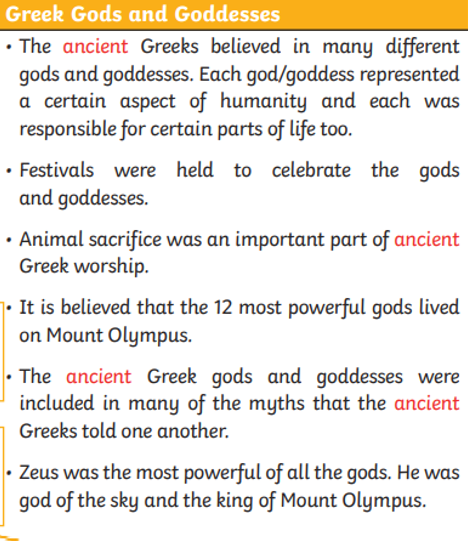 Greek Gods and Goddesses
• The ancient Greeks believed in many different
gods and goddesses. Each god/goddess represented
a certain aspect of humanity and each was
responsible for certain parts of life too.
• Festivals were held to celebrate the gods
and goddesses.
• Animal sacrifice was an important part of ancient
Greek worship.
• It is believed that the 12 most powerful gods lived
on Mount Olympus.
• The ancient Greek gods and goddesses were
included in many of the myths that the ancient
Greeks told one another.
• Zeus was the most powerful of all the gods. He was
god of the sky and the king of Mount Olympus.